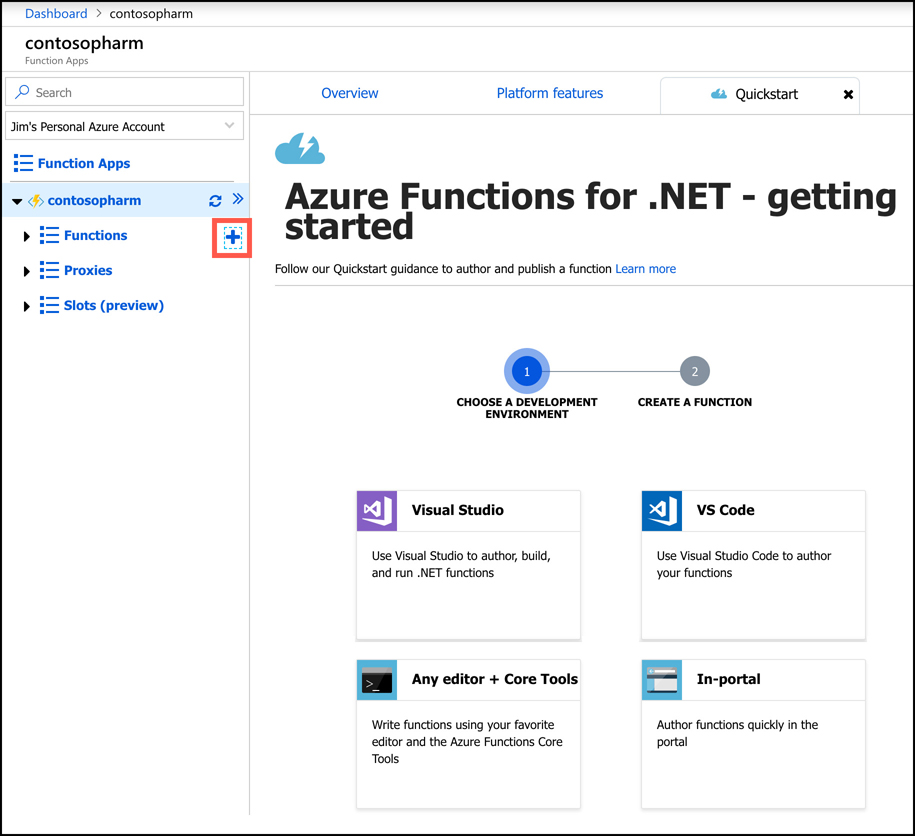 Dashboard > contosopharm
contosopharm
Function Apps
Search
Jim's Personal Azure Account
Function Apps
contosopharm
Functions
Proxies
Slots (preview)
Overview
Platform features
Quickstart
Azure Functions for .NET - getting
started
Follow our Quickstart guidance to author and publish a function Learn more
1
2
CHOOSE A DEVELOPMENT
ENVIRONMENT
CREATE A FUNCTION
Visual Studio
Use Visual Studio to author, build,
and run .NET functions
VS Code
Use Visual Studio Code to author
your functions
Any editor + Core Tools
Write functions using your favorite
editor and the Azure Functions Core
Tools
In-portal
Author functions quickly in the
portal